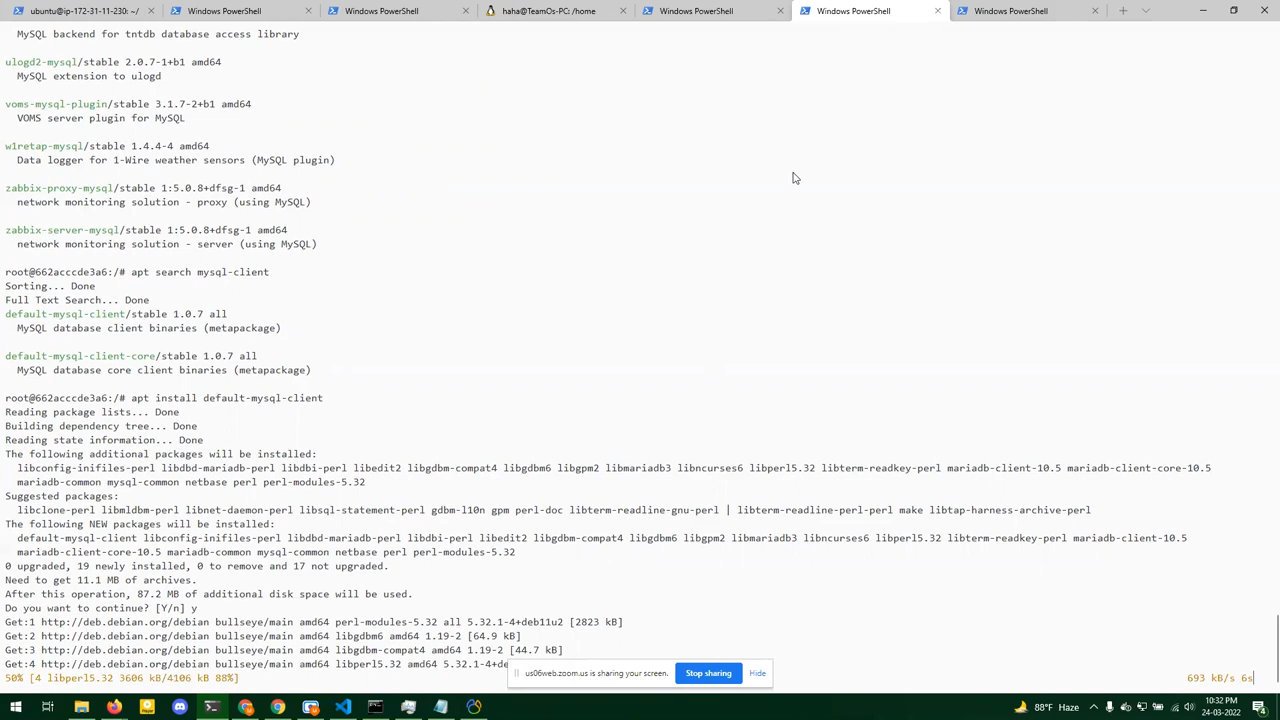 ubuntu@ip-172-31-11-230: ~/
Windows PowerShell
Windows PowerShell
haha@TeamOs-PC: /home
Windows PowerShell
Windows PowerShell
Windows PowerShell
MySQL backend for tntdb database access library
ulogd2-mysql/stable 2.0.7-1+b1 amd64
MySQL extension to ulogd
voms-mysql-plugin/stable 3.1.7-2+b1 amd64
VOMS server plugin for MySQL
w1retap-mysql/stable 1.4.4-4 amd64
Data logger for 1-Wire weather sensors (MySQL plugin)
zabbix-proxy-mysql/stable 1:5.0.8+dfsg-1 amd64
network monitoring solution - proxy (using MySQL)
zabbix-server-mysql/stable 1:5.0.8+dfsg-1 amd64
network monitoring solution - server (using MySQL)
root@662acccde3a6:/# apt search mysql-client
Sorting... Done
Full Text Search... Done
default-mysql-client/stable 1.0.7 all
MySQL database client binaries (metapackage)
default-mysql-client-core/stable 1.0.7 all
MySQL database core client binaries (metapackage)
root@662acccde3a6:/# apt install default-mysql-client
Reading package lists... Done
Building dependency tree... Done
Reading state information... Done
The following additional packages will be installed:
libconfig-inifiles-perl libdbd-mariadb-perl libdbi-perl libedit2 libgdbm-compat4 libgdbm6 libgpm2 libmariadb3 libncurses6 libperl5.32 libterm-readkey-perl mariadb-client-10.5 mariadb-client-core-10.5
mariadb-common mysql-common netbase perl perl-modules-5.32
Suggested packages:
libclone-perl libmldbm-perl libnet-daemon-perl libsql-statement-perl gdbm-l10n gpm perl-doc libterm-readline-gnu-perl | libterm-readline-perl-perl make libtap-harness-archive-perl
The following NEW packages will be installed:
default-mysql-client libconfig-inifiles-perl libdbd-mariadb-perl libdbi-perl libedit2 libgdbm-compat4 libgdbm6 libgpm2 libmariadb3 libncurses6 libperl5.32 libterm-readkey-perl mariadb-client-10.5
mariadb-client-core-10.5 mariadb-common mysql-common netbase perl perl-modules-5.32
0 upgraded, 19 newly installed, 0 to remove and 17 not upgraded.
Need to get 11.1 MB of archives.
After this operation, 87.2 MB of additional disk space will be used.
Do you want to continue? [Y/n] y
Get:1 http://deb.debian.org/debian bullseye/main amd64 perl-modules-5.32 all 5.32.1-4+deb11u2 [2823 kB]
Get:2 http://deb.debian.org/debian bullseye/main amd64 libgdbm6 amd64 1.19-2 [64.9 kB]
Get:3 http://deb.debian.org/debian bullseye/main amd64 libgdbm-compat4 amd64 1.19-2 [44.7 kB]
Get:4 http://deb.debian.org/debian bullseye/main amd64 libperl5.32 amd64 5.32.1-4+de
us06web.zoom.us is sharing your screen. Stop sharing Hide
50% [4 libperl5.32 3606 kB/4106 kB 88%] 693 kB/s 6s
88°F Haze
10:32 PM
24-03-2022
4